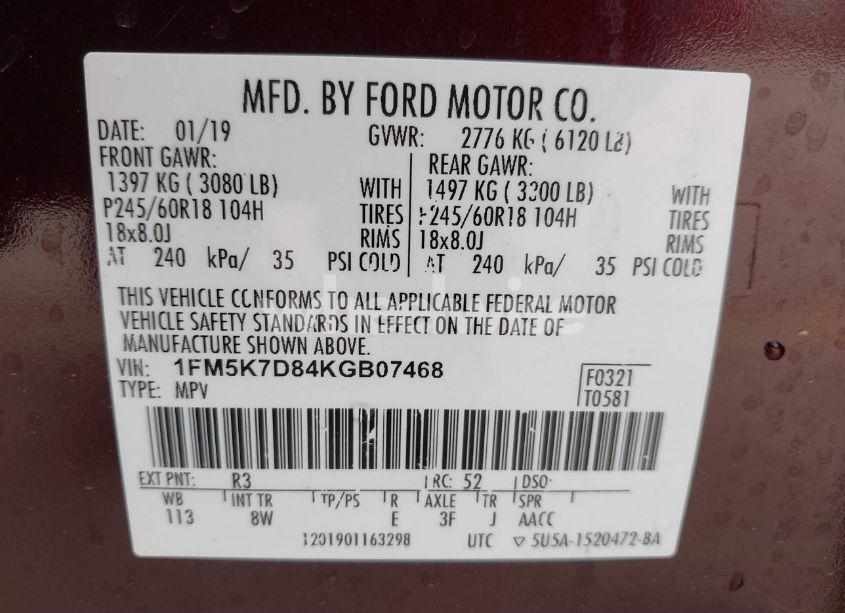 MFD. BY FORD MOTOR CO.
DATE: 01/19 GVWR: 2776 KG ( 6120 LB)
FRONT GAWR: REAR GAWR:
1397 KG ( 3080 LB) WITH 1497 KG ( 3300 LB) WITH
P245/60R18 104H TIRES P245/60R18 104H TIRES
18x8.0J RIMS 18x8.0J RIMS
AT 240 kPa/ 35 PSI COLD AT 240 kPa/ 35 PSI COLD
THIS VEHICLE CONFORMS TO ALL APPLICABLE FEDERAL MOTOR
VEHICLE SAFETY STANDARDS IN EFFECT ON THE DATE OF
MANUFACTURE SHOWN ABOVE.
VIN: 1FM5K7D84KGB07468
TYPE: MPV
F0321
T0581
EXT PNT: R3 RC: 52 DSO:
WB INT TR TP/PS R AXLE TR SPR
113 8W E 3F J AACC
1201901163298 UTC ▽ 5U5A-1520472-BA